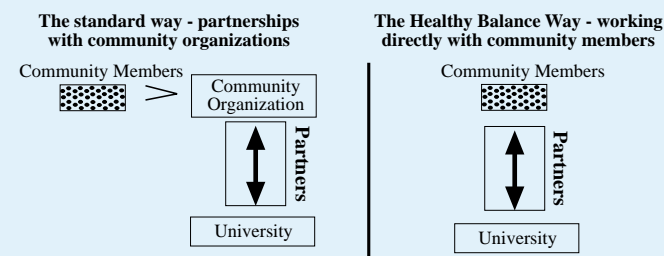 The standard way - partnerships
with community organizations
Community Members
Community
Organization
Partners
University
The Healthy Balance Way - working
directly with community members
Community Members
Partners
University